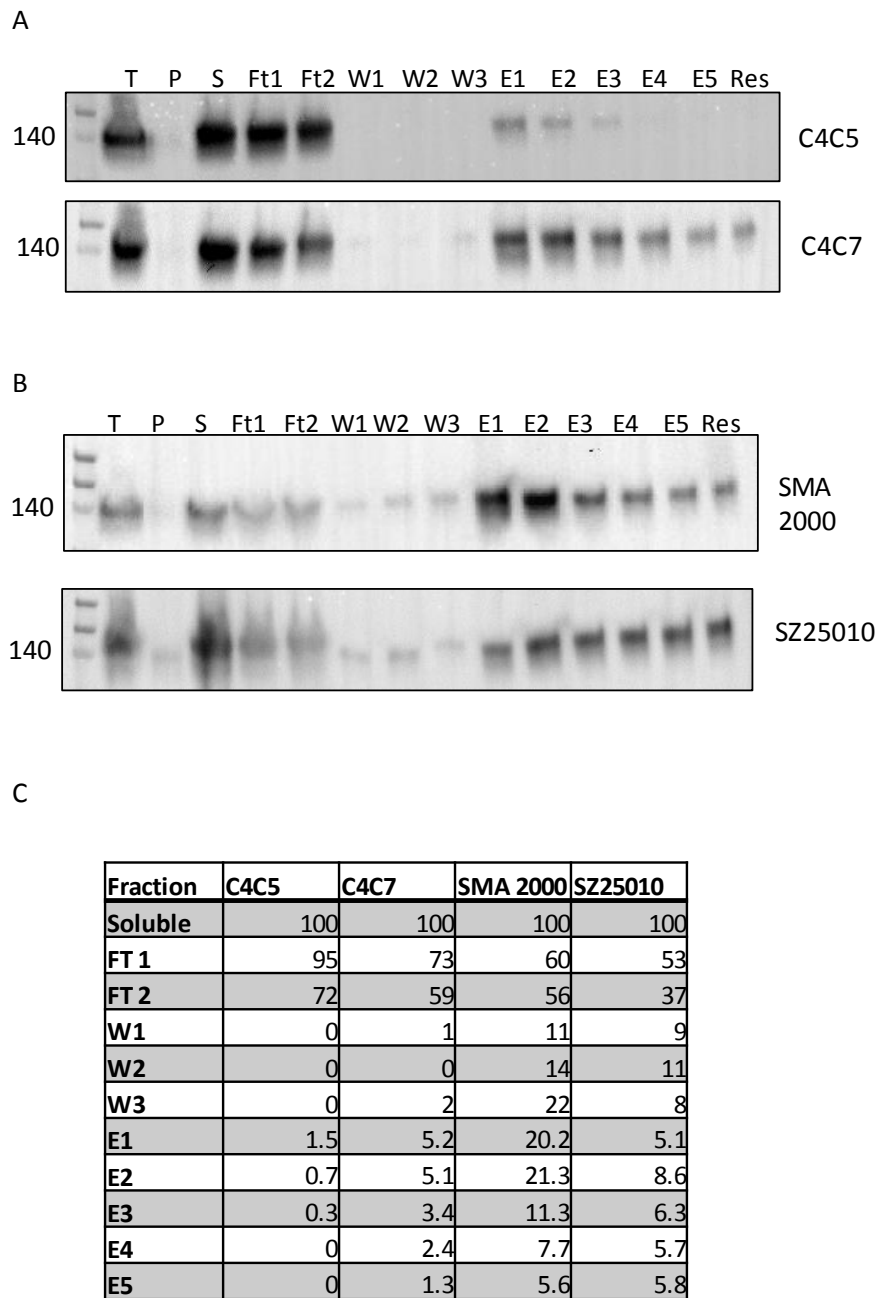 A
T P S Ft1 Ft2 W1 W2 W3 E1 E2 E3 E4 E5 Res
140 C4C5
140 C4C7
B
T P S Ft1 Ft2 W1 W2 W3 E1 E2 E3 E4 E5 Res
140 SMA
2000
140 SZ25010
C
Fraction C4C5 C4C7 SMA 2000 SZ25010
Soluble 100 100 100 100
FT 1 95 73 60 53
FT 2 72 59 56 37
W1 0 1 11 9
W2 0 0 14 11
W3 0 2 22 8
E1 1.5 5.2 20.2 5.1
E2 0.7 5.1 21.3 8.6
E3 0.3 3.4 11.3 6.3
E4 0 2.4 7.7 5.7
E5 0 1.3 5.6 5.8